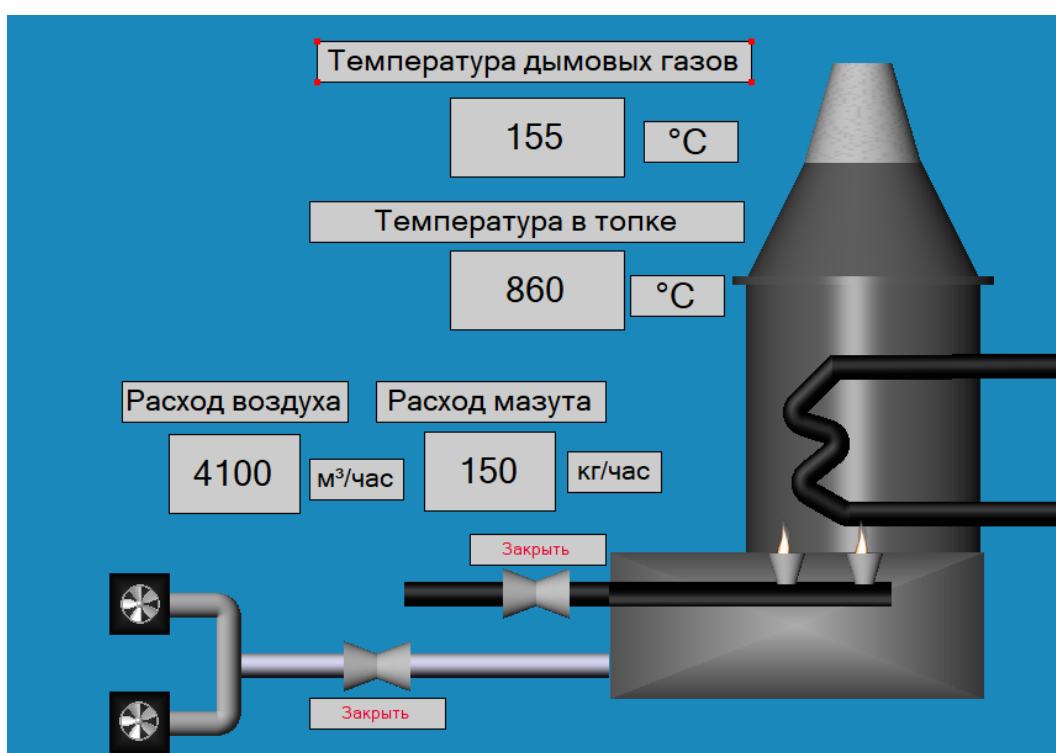 Температура дымовых газов
155
°C
Температура в топке
860
°C
Расход воздуха
Расход мазута
4100
м³/час
150
кг/час
Закрыть
Закрыть